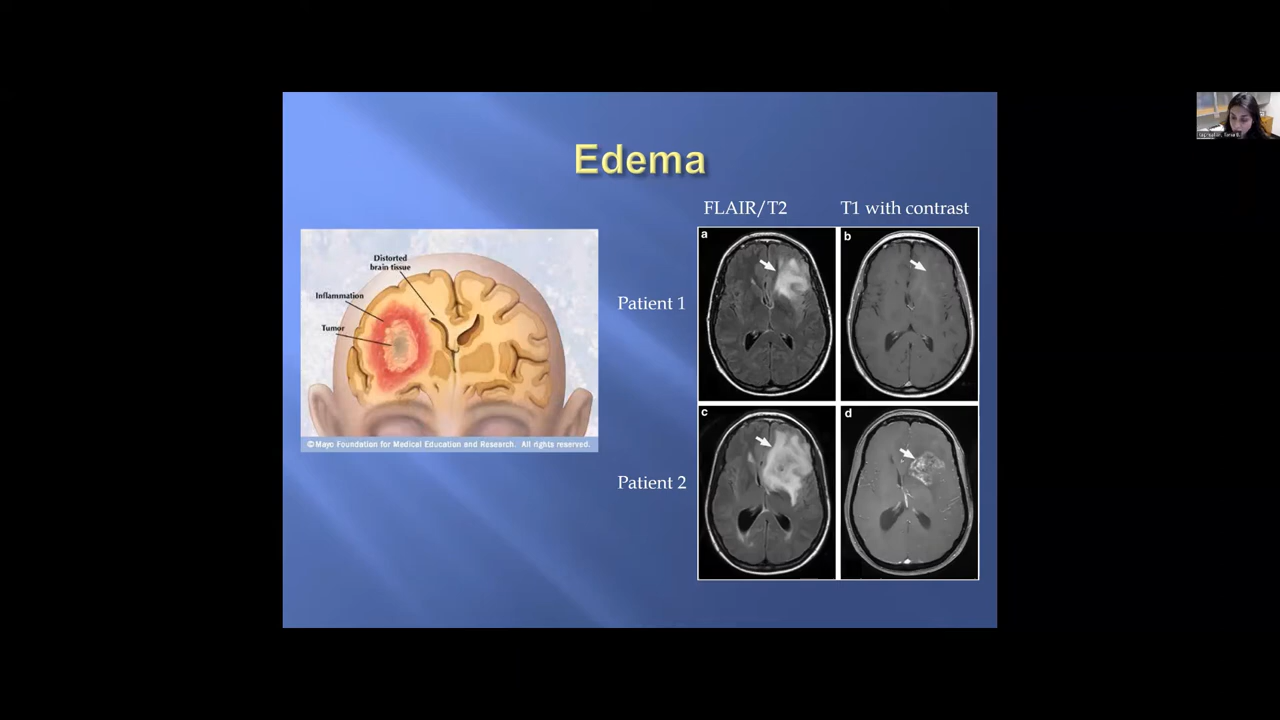 Edema
FLAIR/T2
T1 with contrast
Distorted
brain tissue
Inflammation
Tumor
©Mayo Foundation for Medical Education and Research. All rights reserved.
Patient 1
Patient 2
a
b
c
d